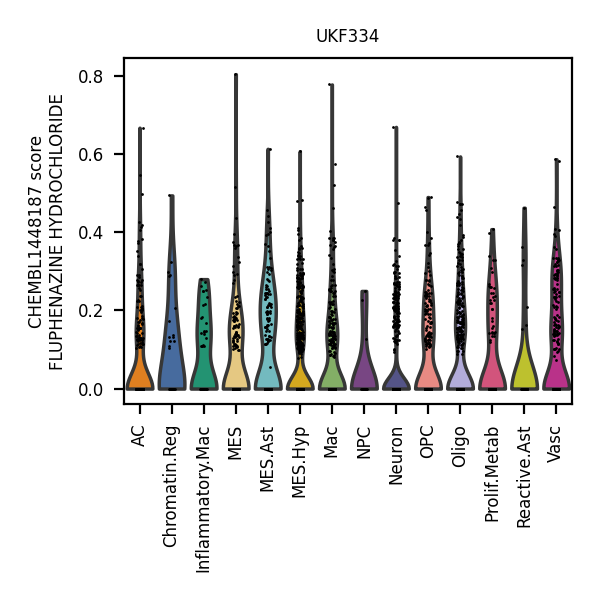 UKF334
CHEMBL1448187 score
FLUPHENAZINE HYDROCHLORIDE
0.8
0.6
0.4
0.2
0.0
AC
Chromatin.Reg
Inflammatory.Mac
MES
MES.Ast
MES.Hyp
Mac
NPC
Neuron
OPC
Oligo
Prolif.Metab
Reactive.Ast
Vasc